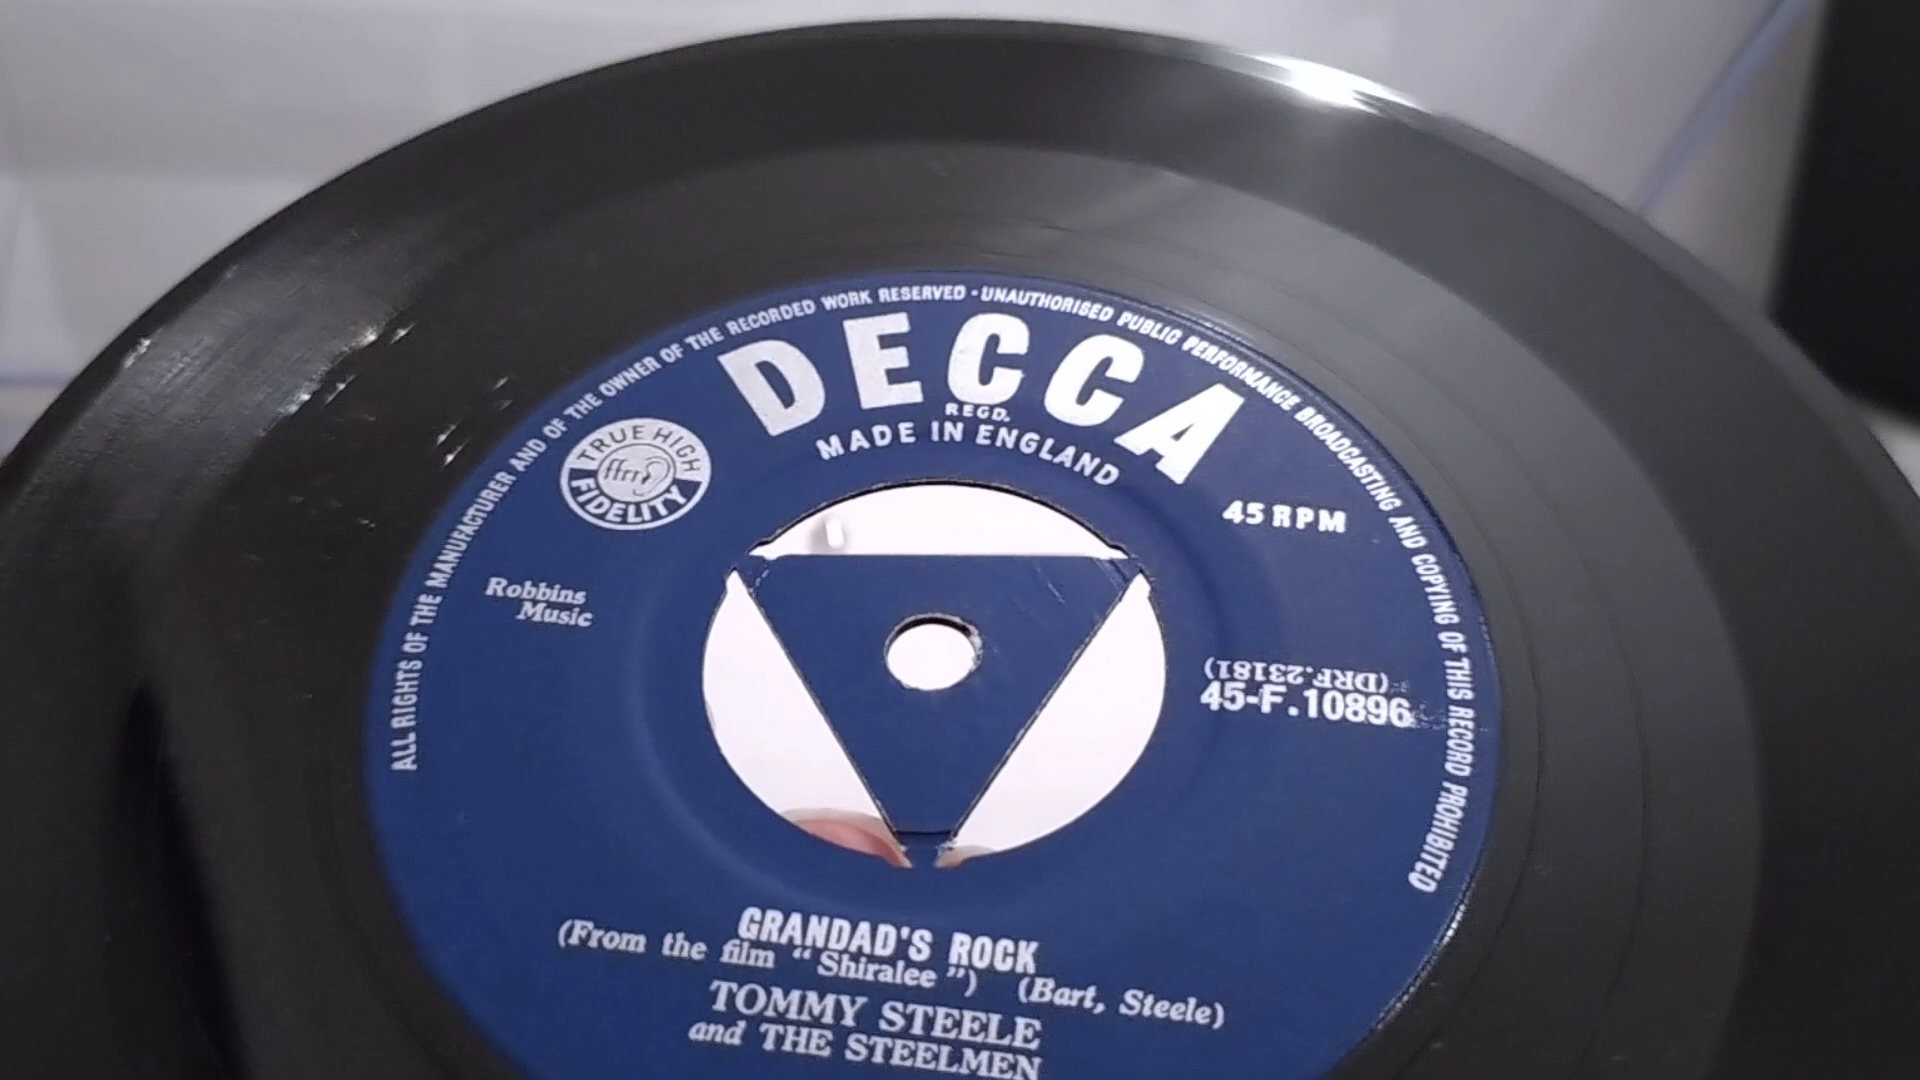 ALL RIGHTS OF THE MANUFACTURER AND OF THE OWNER OF THE RECORDED WORK RESERVED · UNAUTHORISED PUBLIC PERFORMANCE BROADCASTING AND COPYING OF THIS RECORD PROHIBITED
DECCA
REGD.
MADE IN ENGLAND
TRUE HIGH
ffrr
FIDELITY
45 RPM
Robbins
Music
(DRF.23181)
45-F.10896
GRANDAD'S ROCK
(From the film "Shiralee") (Bart, Steele)
TOMMY STEELE
and THE STEELMEN